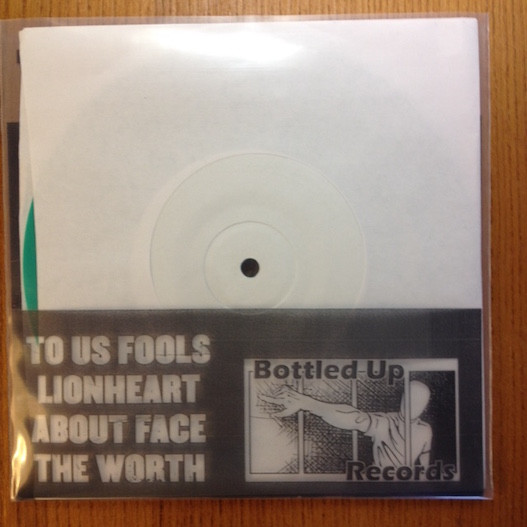 TO US FOOLS
LIONHEART
ABOUT FACE
THE WORTH
Bottled Up
Records